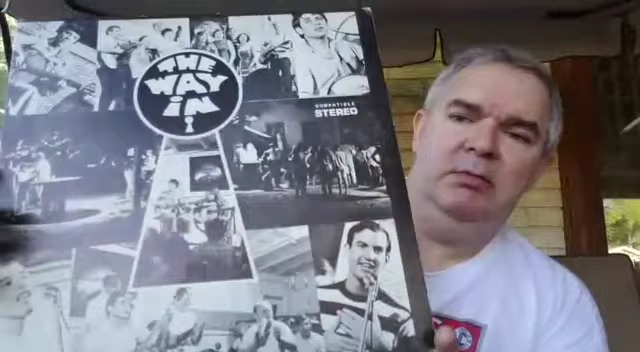 THE
WAY
IN
COMPATIBLE
STEREO